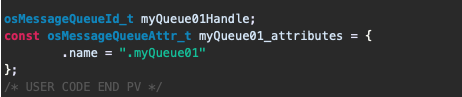 osMessageQueueId_t myQueue01Handle;
const osMessageQueueAttr_t myQueue01_attributes = {
        .name = ".myQueue01"
};
/* USER CODE END PV */